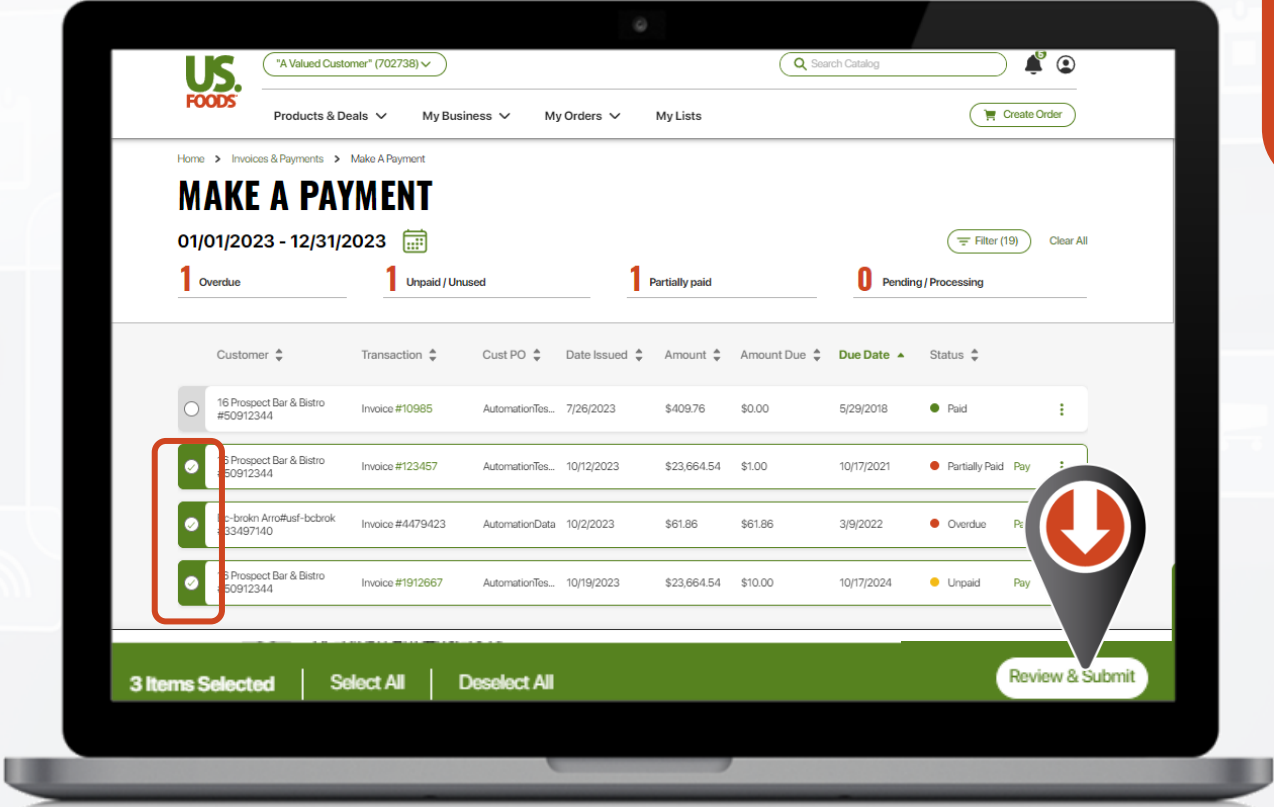 US.
FOODS
"A Valued Customer" (702738)
Search Catalog
5
Products & Deals
My Business
My Orders
My Lists
Create Order
Home > Invoices & Payments > Make A Payment
MAKE A PAYMENT
01/01/2023 - 12/31/2023
Filter (19)
Clear All
1 Overdue
1 Unpaid / Unused
1 Partially paid
0 Pending / Processing
Customer Transaction Cust PO Date Issued Amount Amount Due Due Date Status
16 Prospect Bar & Bistro
#50912344
Invoice #10985 AutomationTes... 7/26/2023 $409.76 $0.00 5/29/2018 Paid
Prospect Bar & Bistro
50912344
Invoice #123457 AutomationTes... 10/12/2023 $23,664.54 $1.00 10/17/2021 Partially Paid Pay
c-brokn Arro#usf-bcbrok
33497140
Invoice #4479423 AutomationData 10/2/2023 $61.86 $61.86 3/9/2022 Overdue
Prospect Bar & Bistro
50912344
Invoice #1912667 AutomationTes... 10/19/2023 $23,664.54 $10.00 10/17/2024 Unpaid Pay
3 Items Selected
Select All
Deselect All
Review & Submit